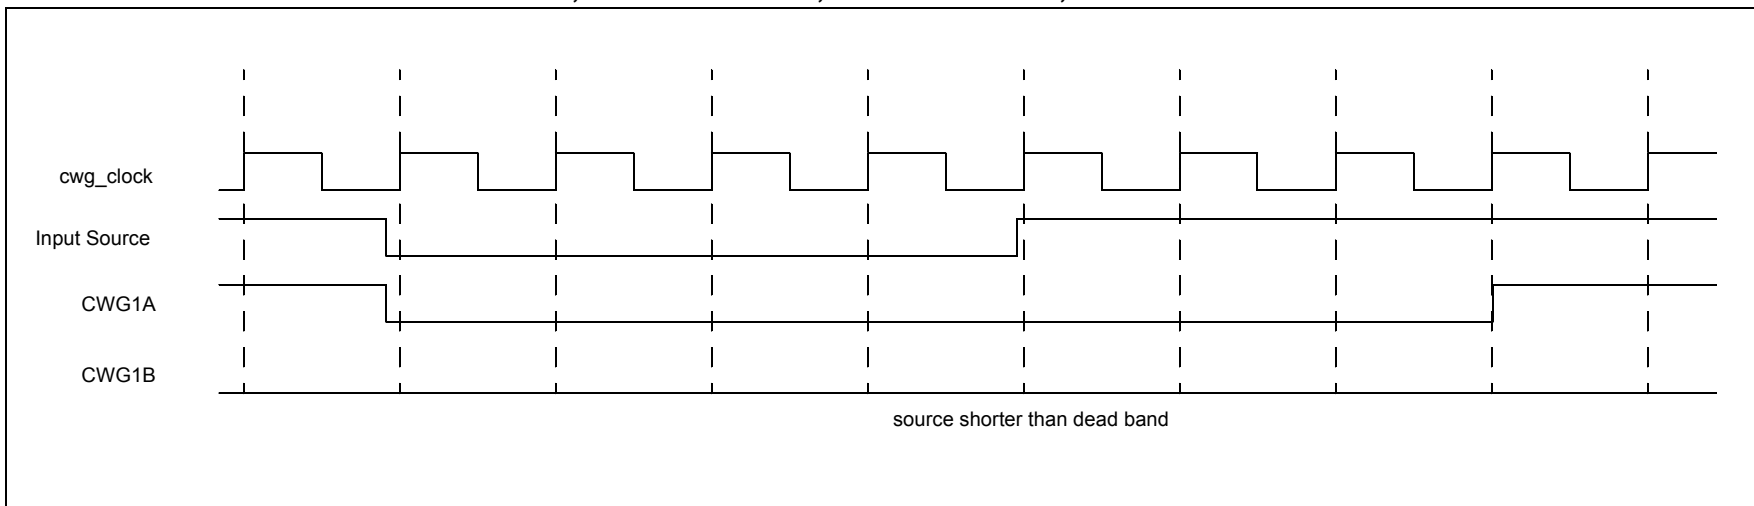 cwg_clock
Input Source
CWG1A
CWG1B
source shorter than dead band